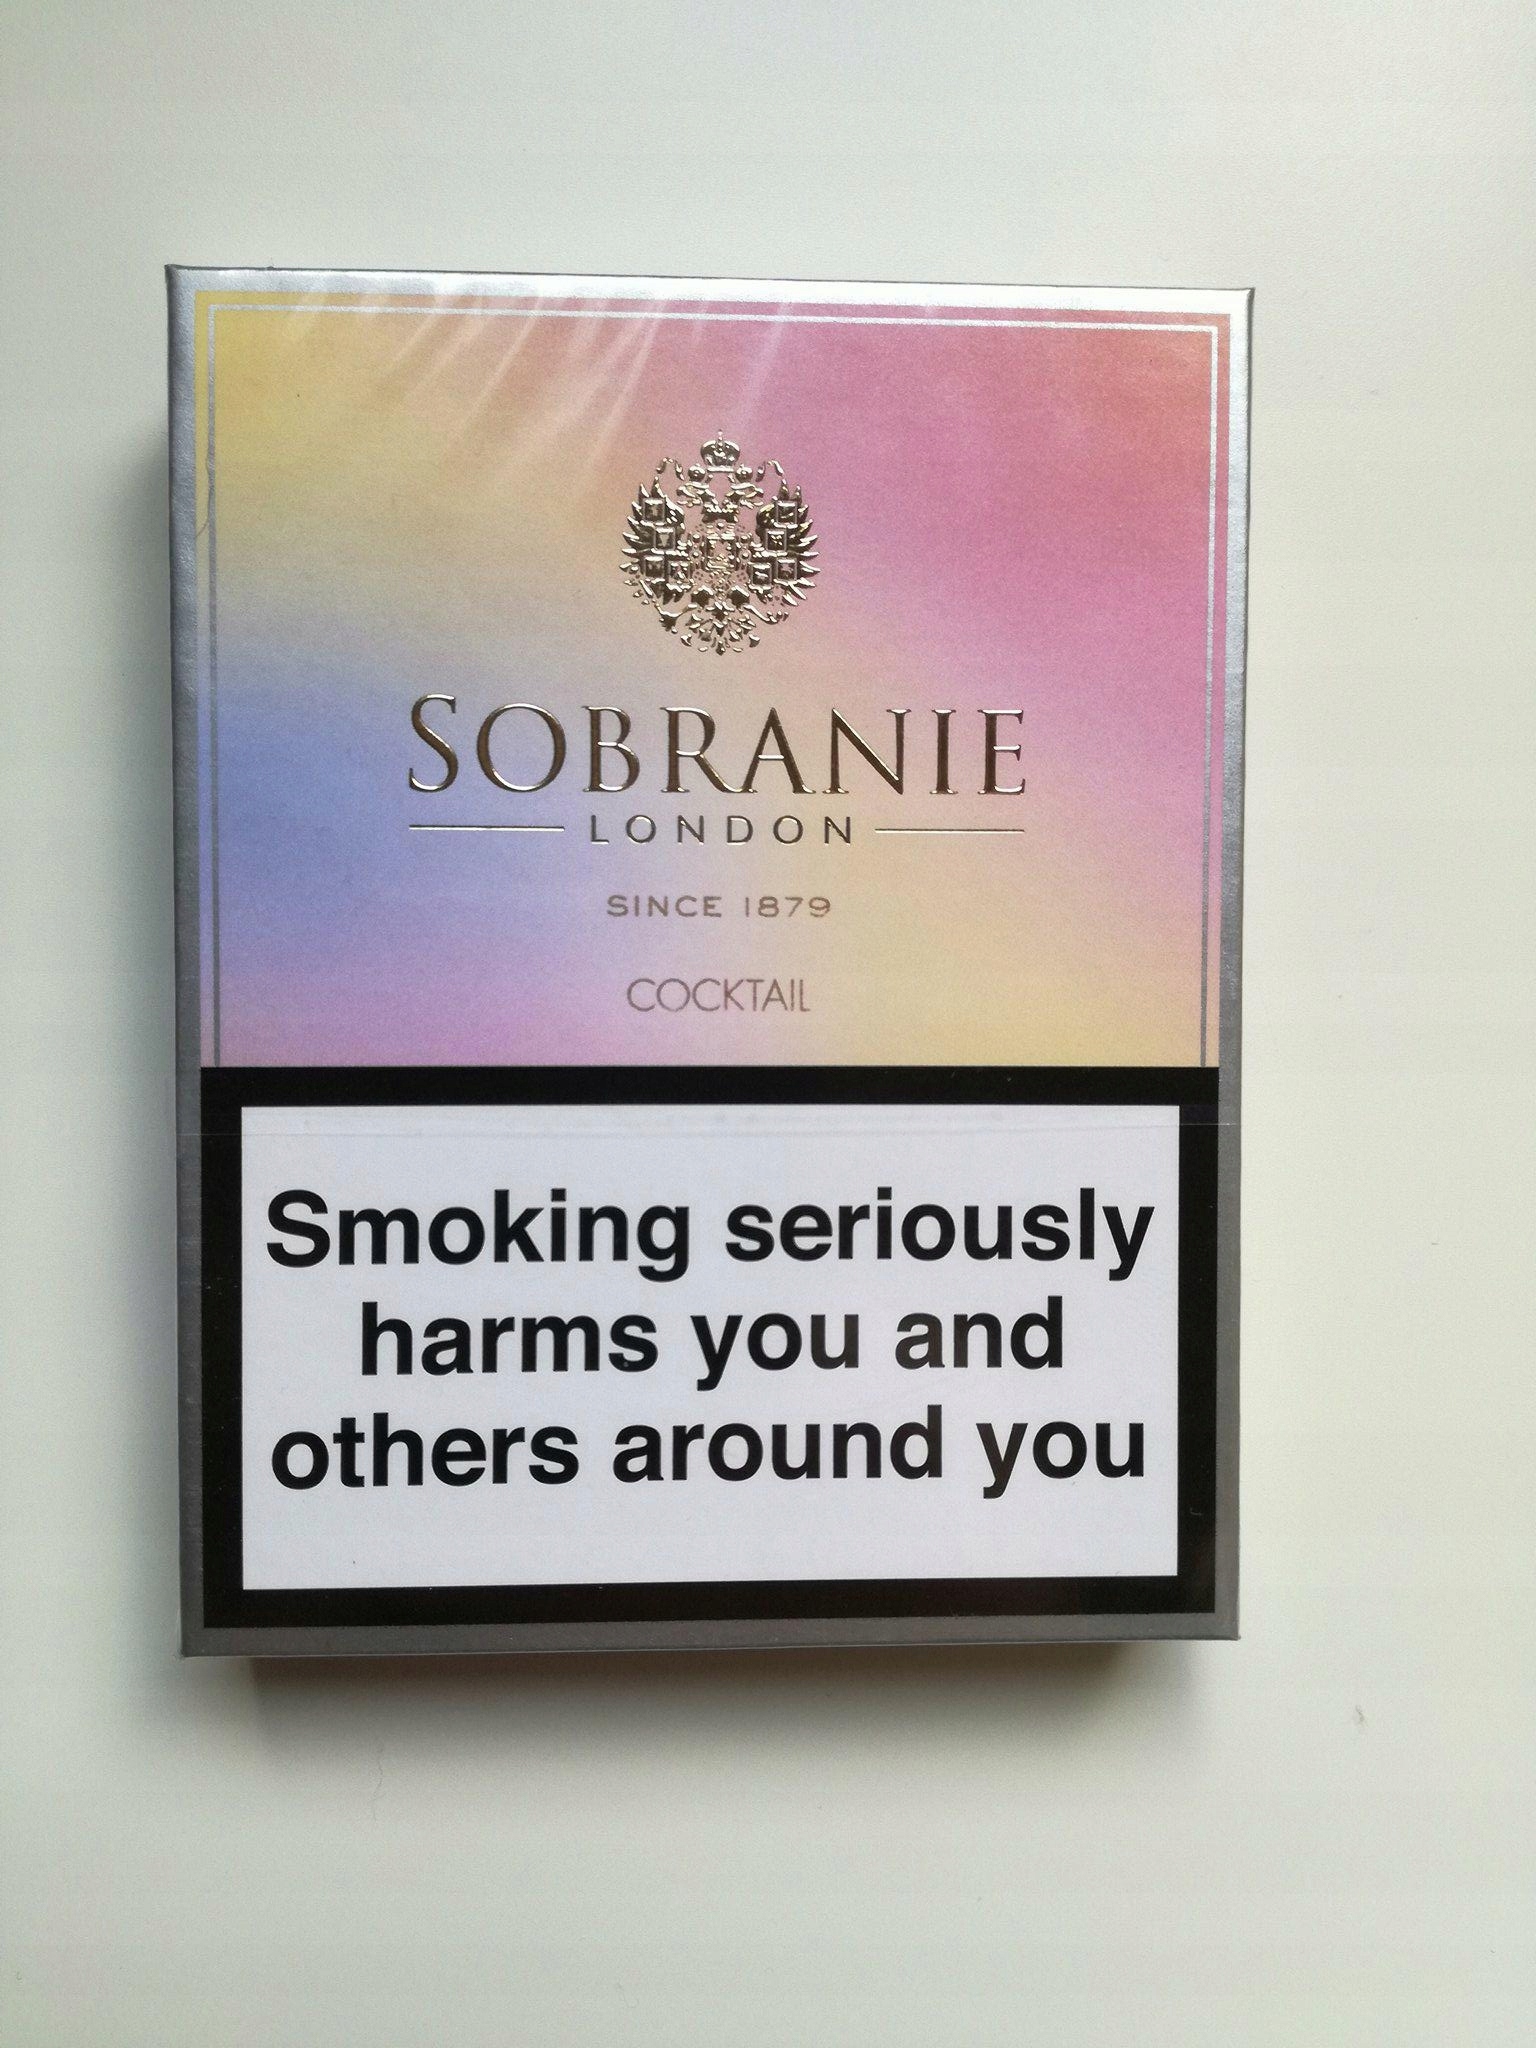 SOBRANIE
LONDON
SINCE 1879
COCKTAIL
Smoking seriously
harms you and
others around you